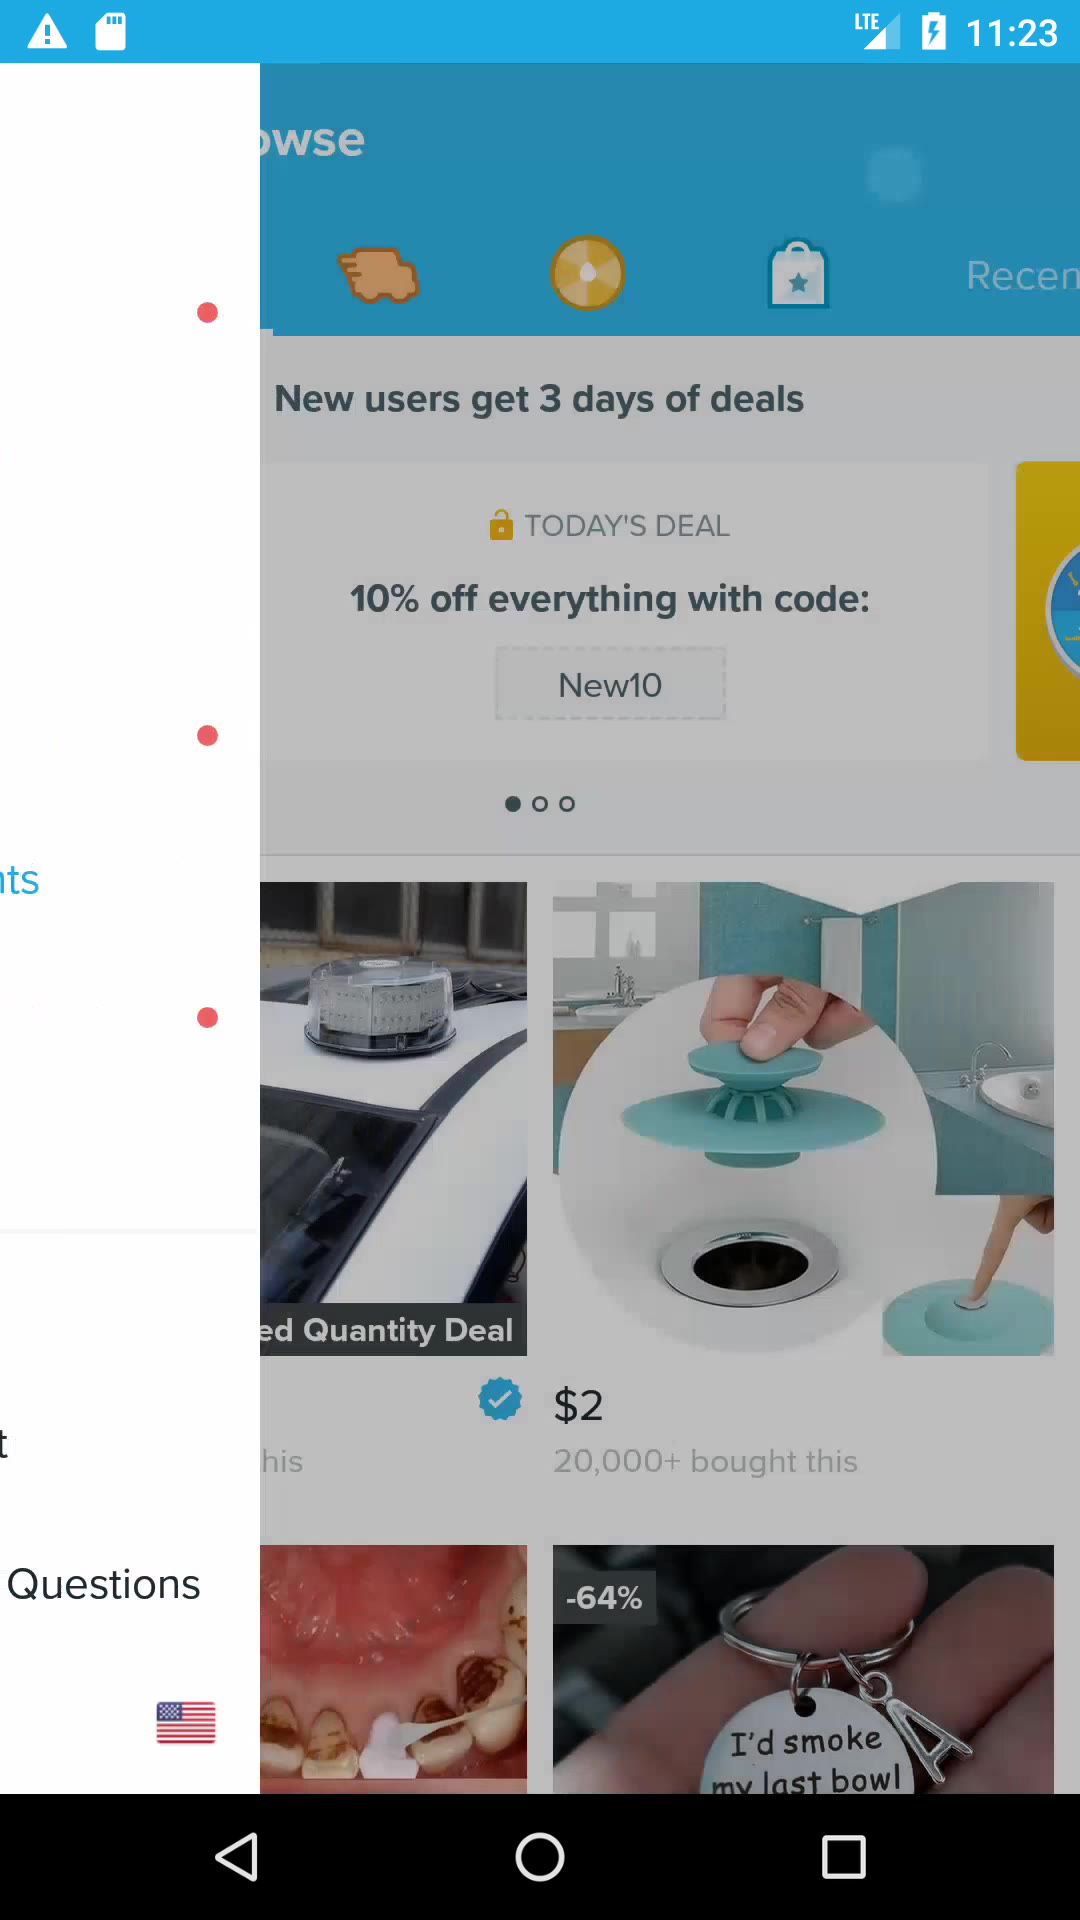 LTE 11:23
owse
Recen
New users get 3 days of deals
TODAY'S DEAL
10% off everything with code:
New10
nts
ed Quantity Deal
$2
his
20,000+ bought this
t
Questions
-64%
I'd smoke
my last bowl